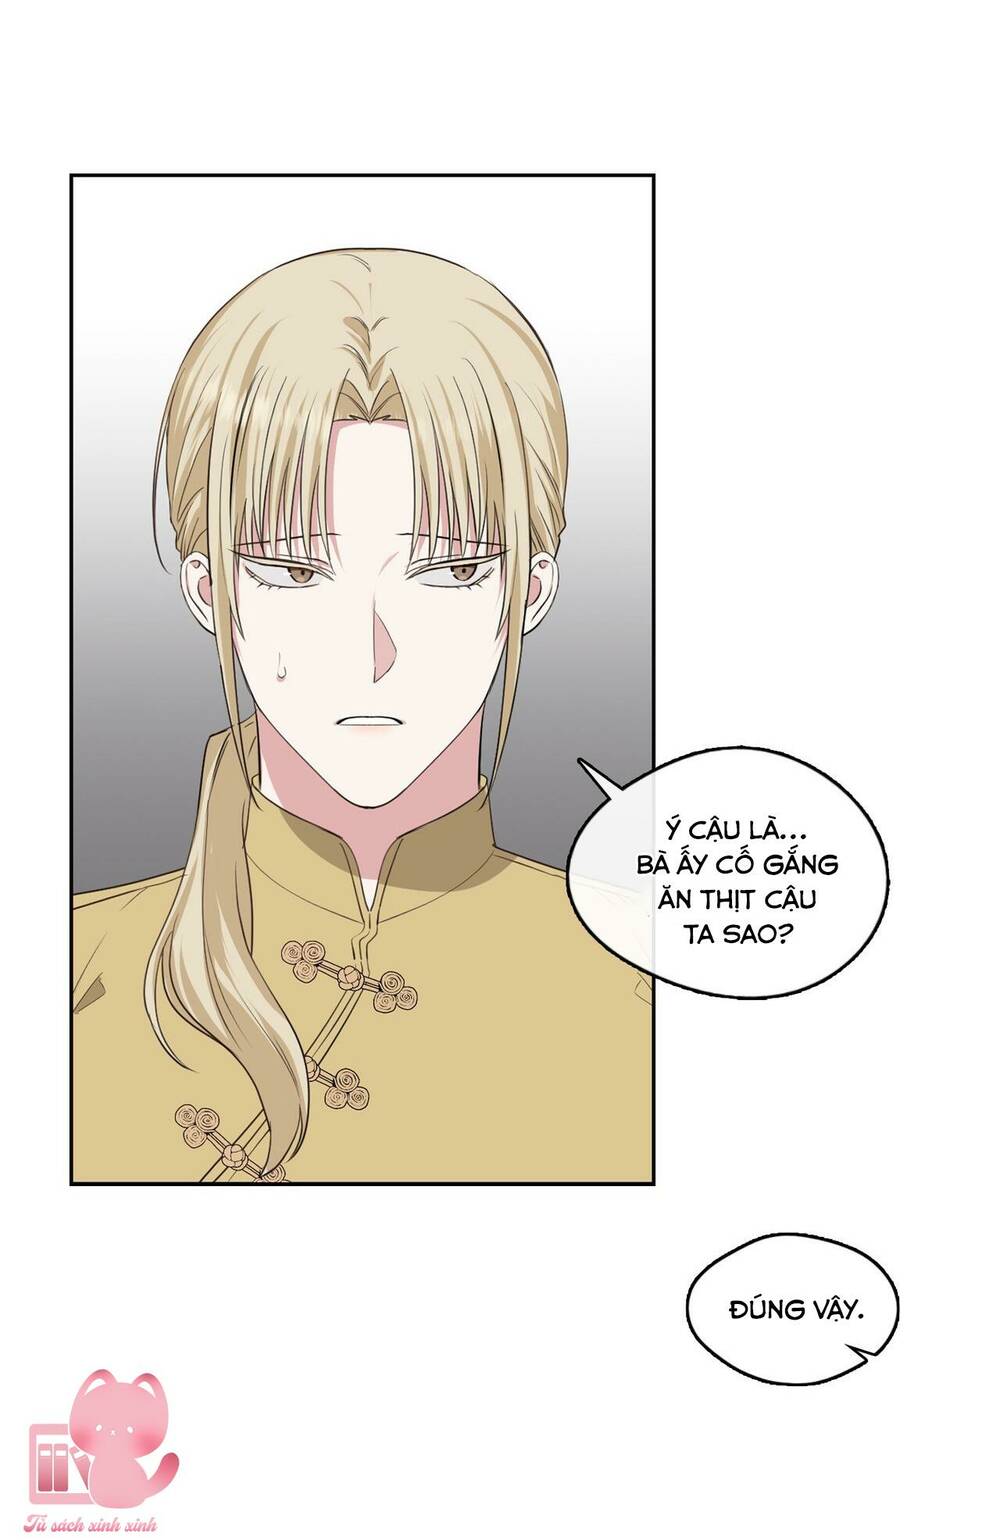 Ý CẬU LÀ...
BÀ ẤY CỐ GẮNG
ĂN THỊT CẬU
TA SAO?
ĐÚNG VẬY.
Tủ sách xinh xinh